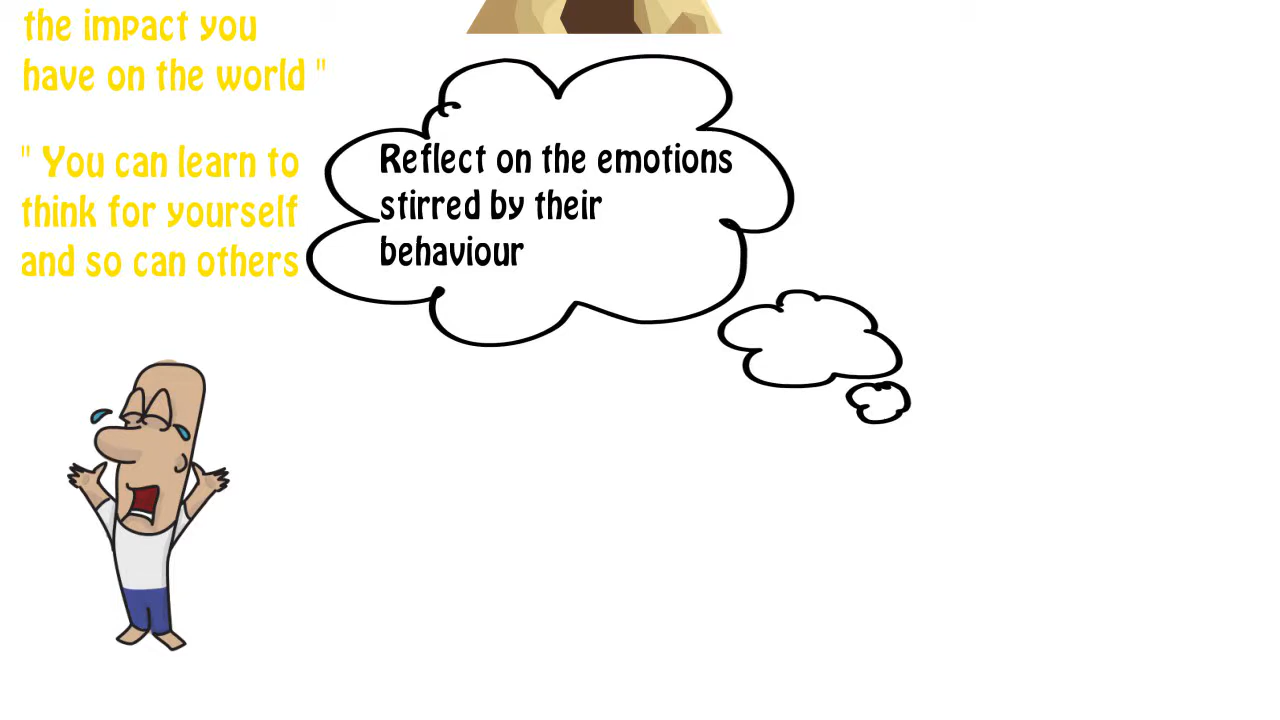 the impact you
have on the world "
" You can learn to
think for yourself
and so can others
Reflect on the emotions
stirred by their
behaviour